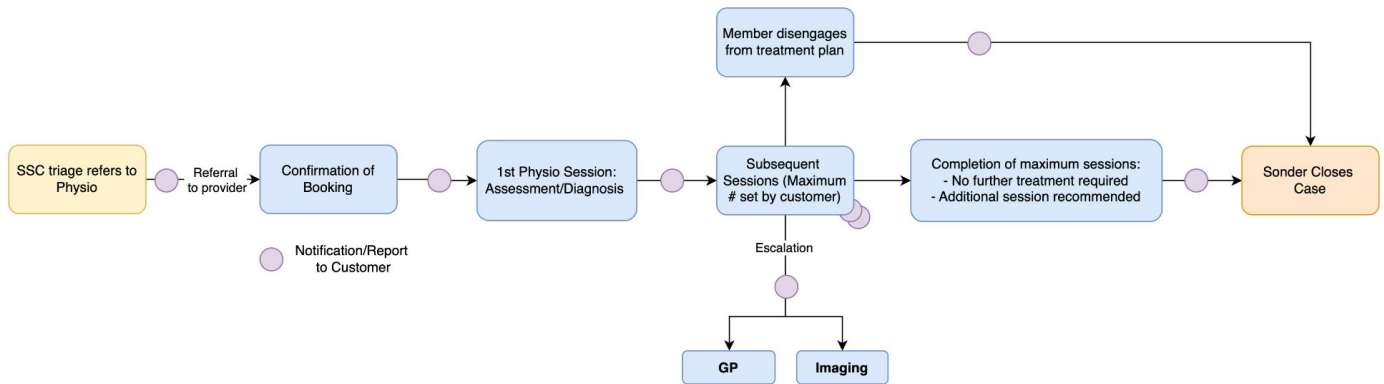 Member disengages
from treatment plan
SSC triage refers to
Physio
Referral
to provider
Confirmation of
Booking
1st Physio Session:
Assessment/Diagnosis
Subsequent
Sessions (Maximum
# set by customer)
Completion of maximum sessions:
- No further treatment required
- Additional session recommended
Sonder Closes
Case
Notification/Report
to Customer
Escalation
GP
Imaging